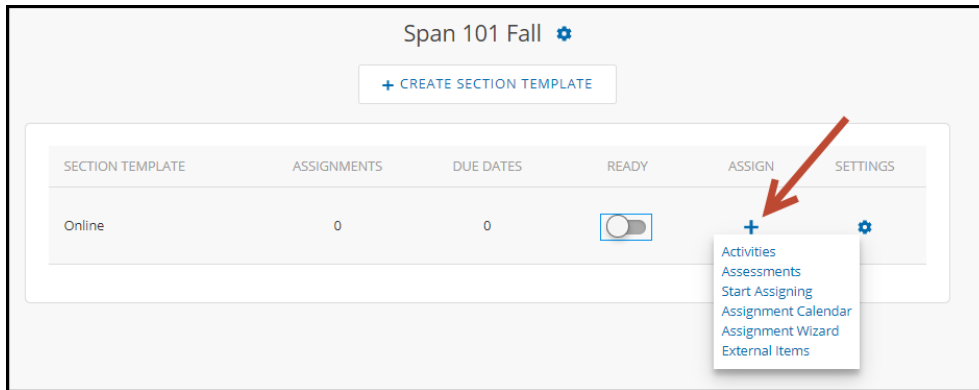 Span 101 Fall
+ CREATE SECTION TEMPLATE
SECTION TEMPLATE ASSIGNMENTS DUE DATES READY ASSIGN SETTINGS
Online 0 0
Activities
Assessments
Start Assigning
Assignment Calendar
Assignment Wizard
External Items